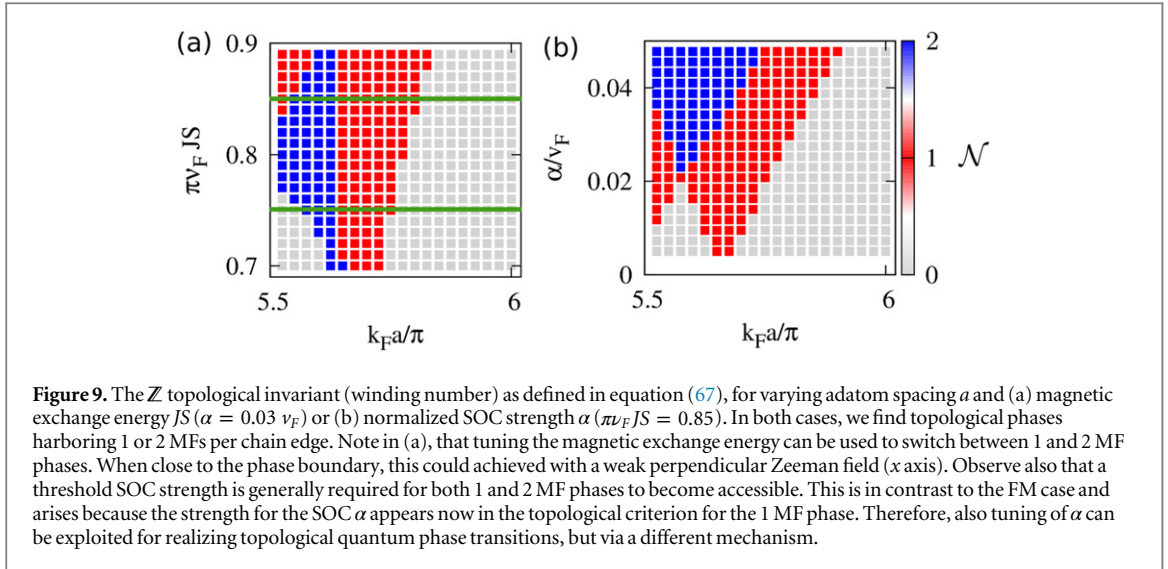 (a)
0.9
0.8
0.7
πνF JS
5.5
6
kFa/π
(b)
0.04
0.02
0
α/vF
5.5
6
kFa/π
2
1
0
𝒩
Figure 9. The ℤ topological invariant (winding number) as defined in equation (67), for varying adatom spacing a and (a) magnetic
exchange energy JS (α = 0.03 νF) or (b) normalized SOC strength α (πνF JS = 0.85). In both cases, we find topological phases
harboring 1 or 2 MFs per chain edge. Note in (a), that tuning the magnetic exchange energy can be used to switch between 1 and 2 MF
phases. When close to the phase boundary, this could achieved with a weak perpendicular Zeeman field (x axis). Observe also that a
threshold SOC strength is generally required for both 1 and 2 MF phases to become accessible. This is in contrast to the FM case and
arises because the strength for the SOC α appears now in the topological criterion for the 1 MF phase. Therefore, also tuning of α can
be exploited for realizing topological quantum phase transitions, but via a different mechanism.